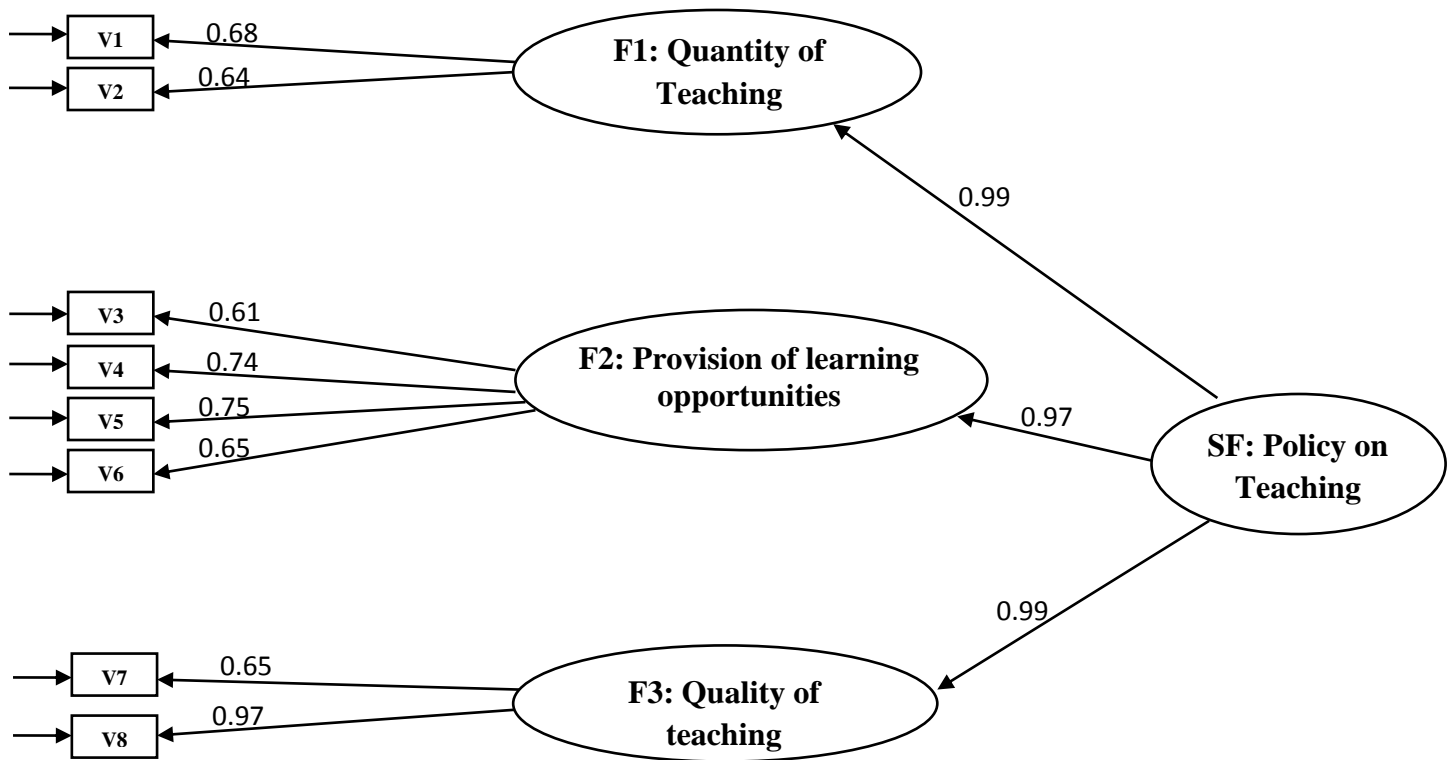 V1
0.68
V2
0.64
F1: Quantity of
Teaching
0.99
V3
0.61
V4
0.74
V5
0.75
V6
0.65
F2: Provision of learning
opportunities
0.97
SF: Policy on
Teaching
0.99
V7
0.65
V8
0.97
F3: Quality of
teaching